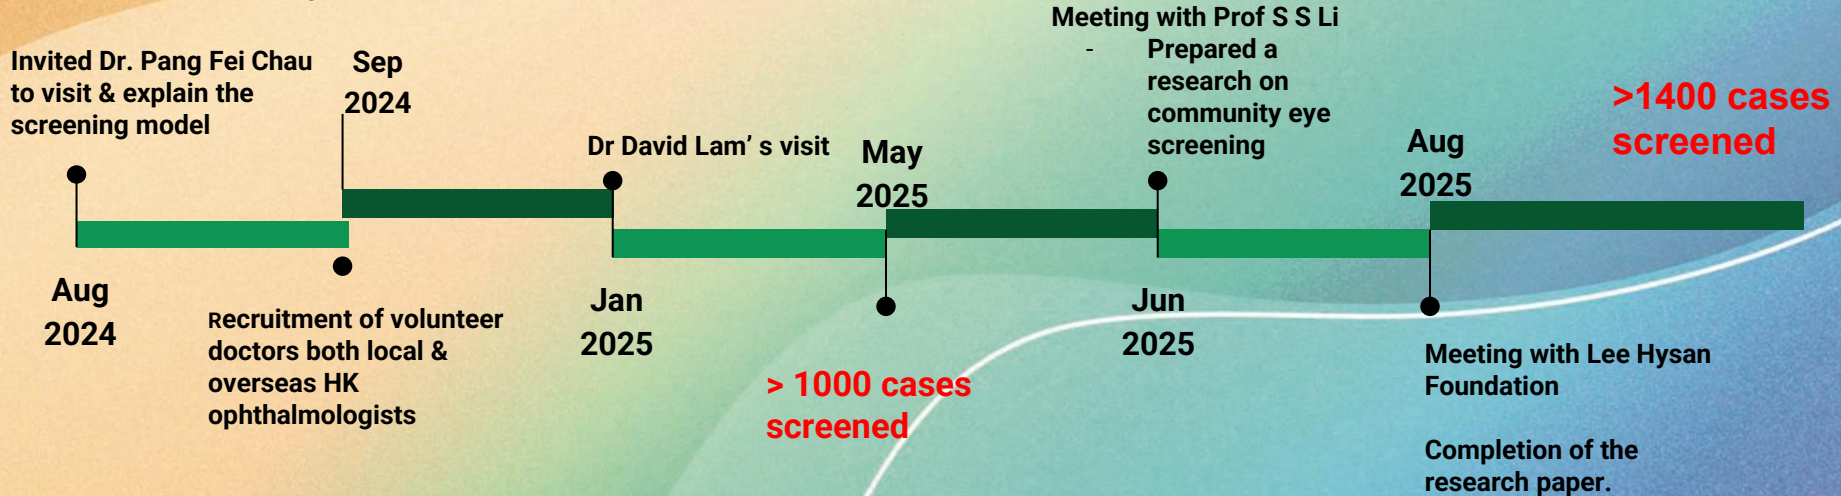 Invited Dr. Pang Fei Chau
to visit & explain the
screening model
Aug
2024
Sep
2024
Recruitment of volunteer
doctors both local &
overseas HK
ophthalmologists
Dr David Lam' s visit
Jan
2025
May
2025
> 1000 cases
screened
Meeting with Prof S S Li
- Prepared a
research on
community eye
screening
Jun
2025
Aug
2025
Meeting with Lee Hysan
Foundation
Completion of the
research paper.
>1400 cases
screened